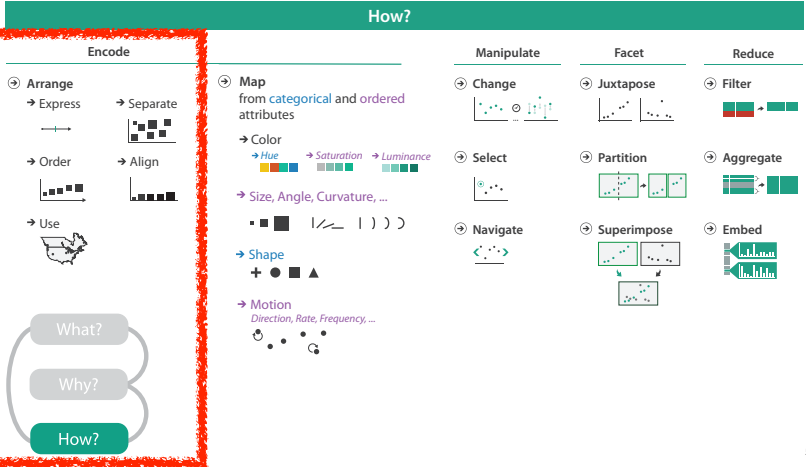 How?
Encode
Arrange
Express
Separate
Order
Align
Use
What?
Why?
How?
Map
from categorical and ordered
attributes
Color
Hue
Saturation
Luminance
Size, Angle, Curvature, ...
Shape
Motion
Direction, Rate, Frequency, ...
Manipulate
Change
...
Select
Navigate
Facet
Juxtapose
Partition
Superimpose
Reduce
Filter
Aggregate
Embed